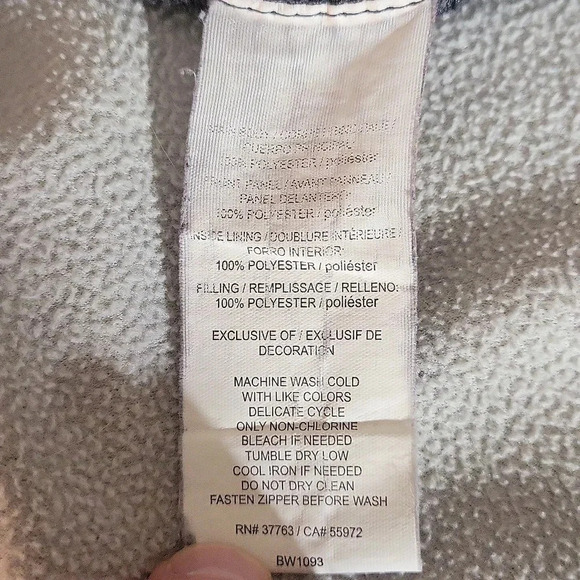 CUERPO PRINCIPAL
100% POLYESTER / poliéster
FRONT PANEL / AVANT PANNEAU /
PANEL DELANTERO:
100% POLYESTER / poliéster
INSIDE LINING / DOUBLURE INTÉRIEURE /
FORRO INTERIOR:
100% POLYESTER / poliéster
FILLING / REMPLISSAGE / RELLENO:
100% POLYESTER / poliéster
EXCLUSIVE OF / EXCLUSIF DE
DECORATION
MACHINE WASH COLD
WITH LIKE COLORS
DELICATE CYCLE
ONLY NON-CHLORINE
BLEACH IF NEEDED
TUMBLE DRY LOW
COOL IRON IF NEEDED
DO NOT DRY CLEAN
FASTEN ZIPPER BEFORE WASH
RN# 37763 / CA# 55972
BW1093